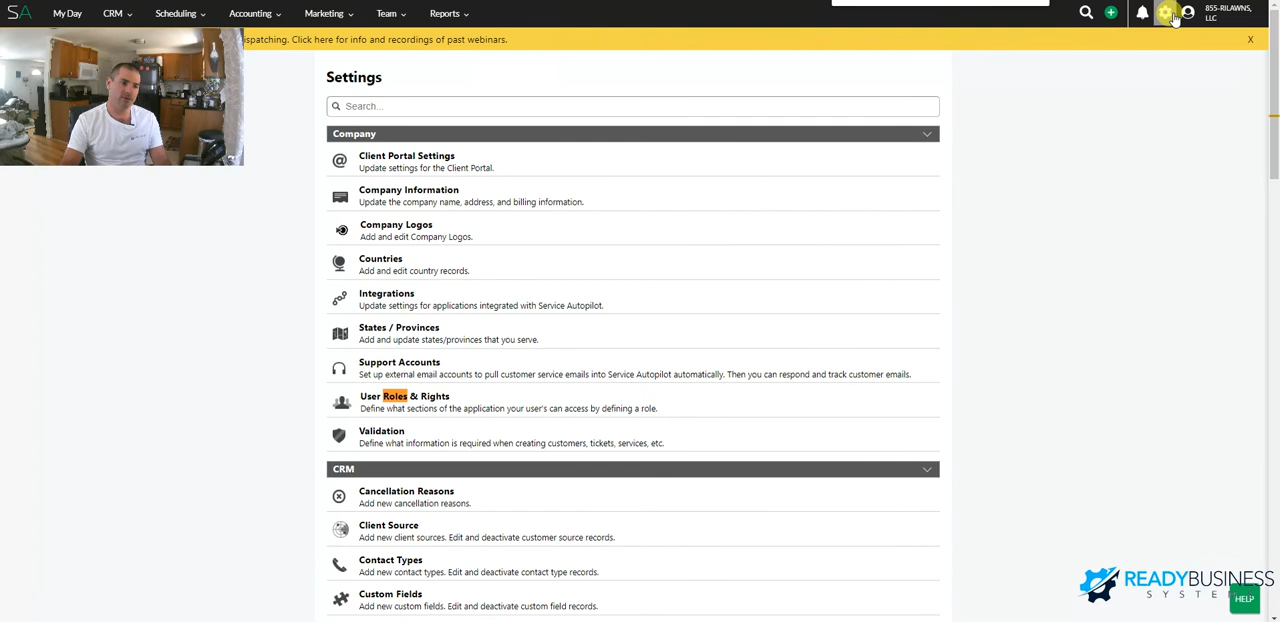 SA My Day CRM Scheduling Accounting Marketing Team Reports 855-RILAWNS, LLC
ispatching. Click here for info and recordings of past webinars. X
Settings
Search...
Company
Client Portal Settings
Update settings for the Client Portal.
Company Information
Update the company name, address, and billing information.
Company Logos
Add and edit Company Logos.
Countries
Add and edit country records.
Integrations
Update settings for applications integrated with Service Autopilot.
States / Provinces
Add and update states/provinces that you serve.
Support Accounts
Set up external email accounts to pull customer service emails into Service Autopilot automatically. Then you can respond and track customer emails.
User Roles & Rights
Define what sections of the application your user's can access by defining a role.
Validation
Define what information is required when creating customers, tickets, services, etc.
CRM
Cancellation Reasons
Add new cancellation reasons.
Client Source
Add new client sources. Edit and deactivate customer source records.
Contact Types
Add new contact types. Edit and deactivate contact type records.
Custom Fields
Add new custom fields. Edit and deactivate custom field records.
READYBUSINESS
SYSTE
HELP